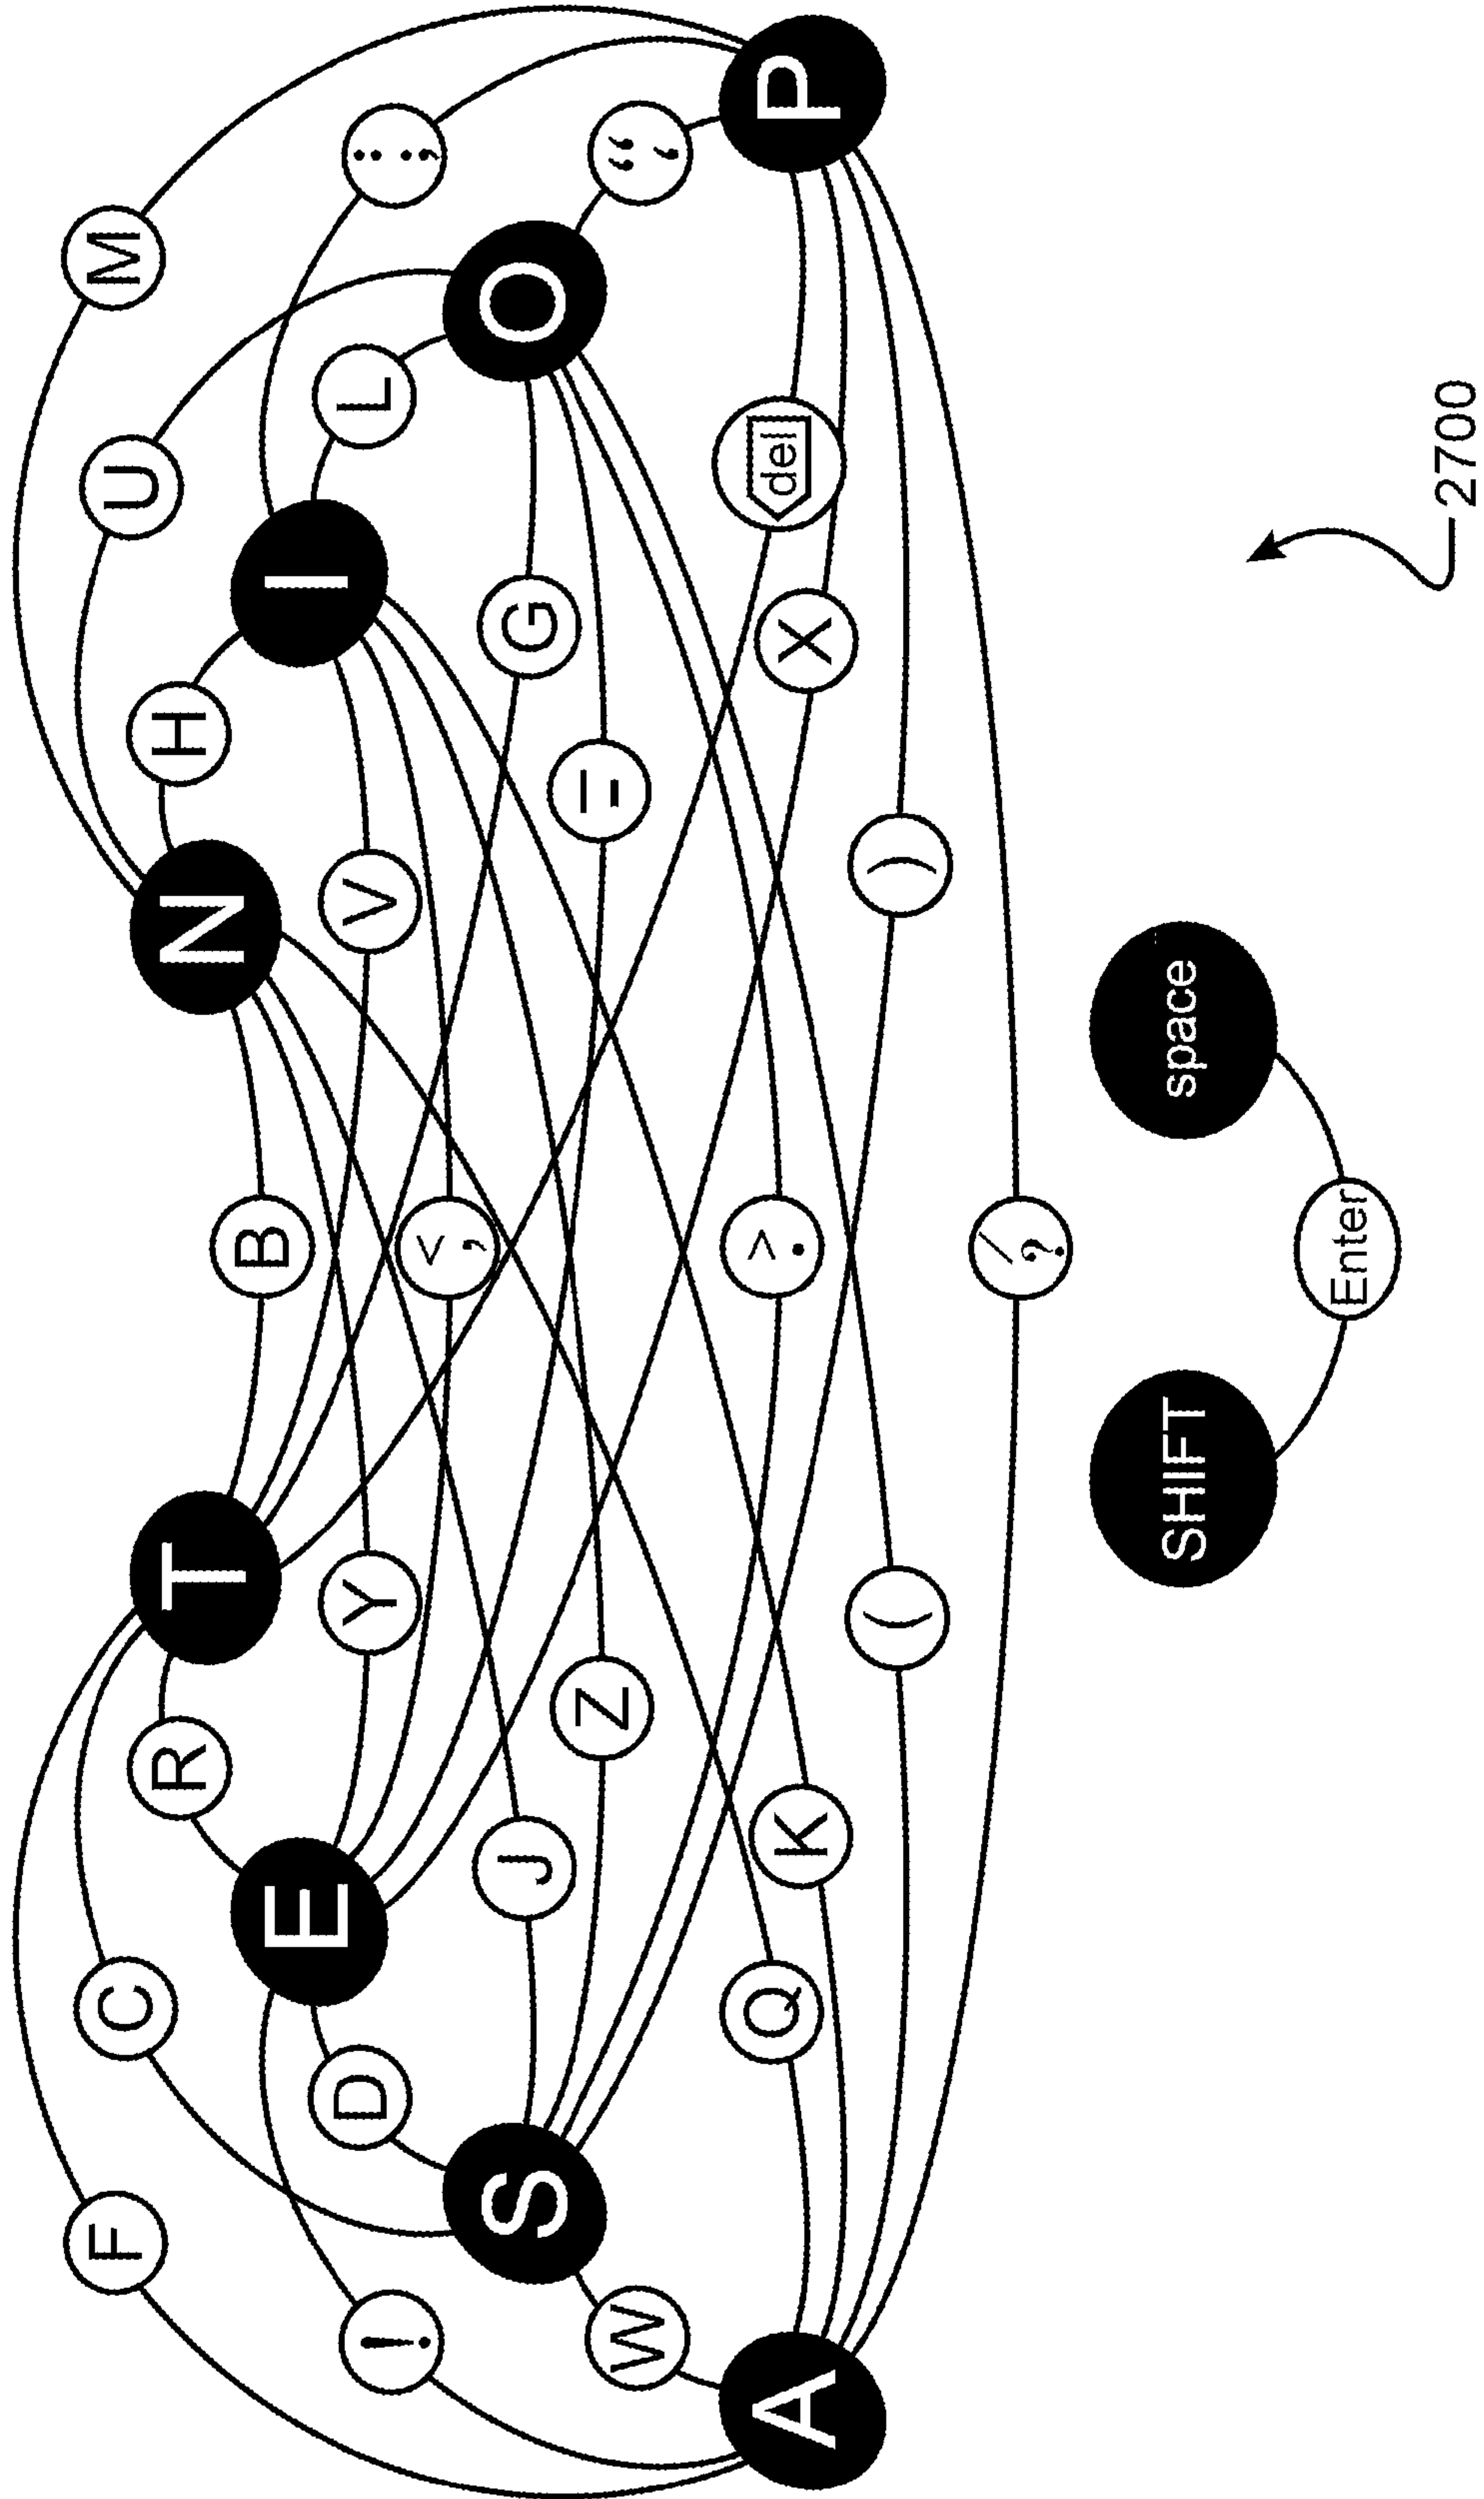 F C U M
R H
T N
B
E I
D Y V L
! : ;
< ,
S J G O
Z _ -
W " '
Q > . del
A K X P
( )
/ ?
SHIFT space
Enter
2700